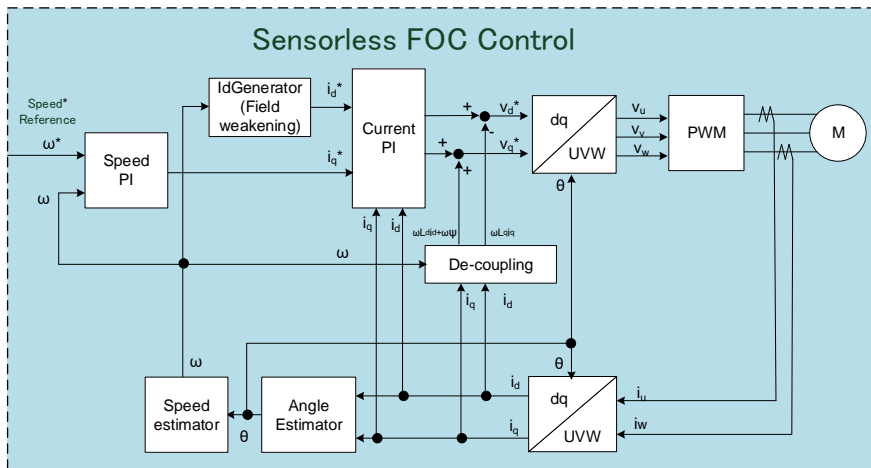 Sensorless FOC Control
Speed*
Reference
ω*
ω
Speed
PI
IdGenerator
(Field
weakening)
id*
iq*
Current
PI
+
+
-
+
vd*
vq*
dq
UVW
θ
vu
vv
vw
PWM
M
iq
id
ωLdid+ωψ
ωLqiq
ω
De-coupling
iq
id
ω
θ
Speed
estimator
θ
Angle
Estimator
id
iq
dq
UVW
iu
iw